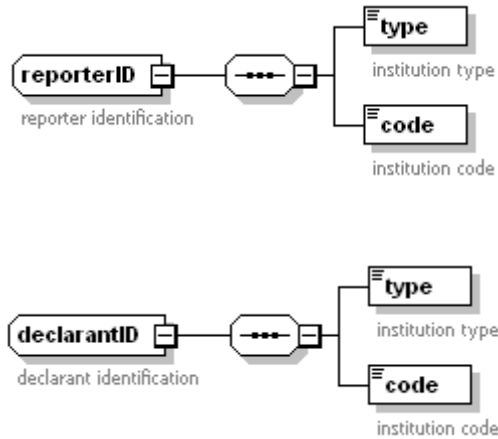 type
institution type
reporterID
reporter identification
code
institution code
type
institution type
declarantID
declarant identification
code
institution code